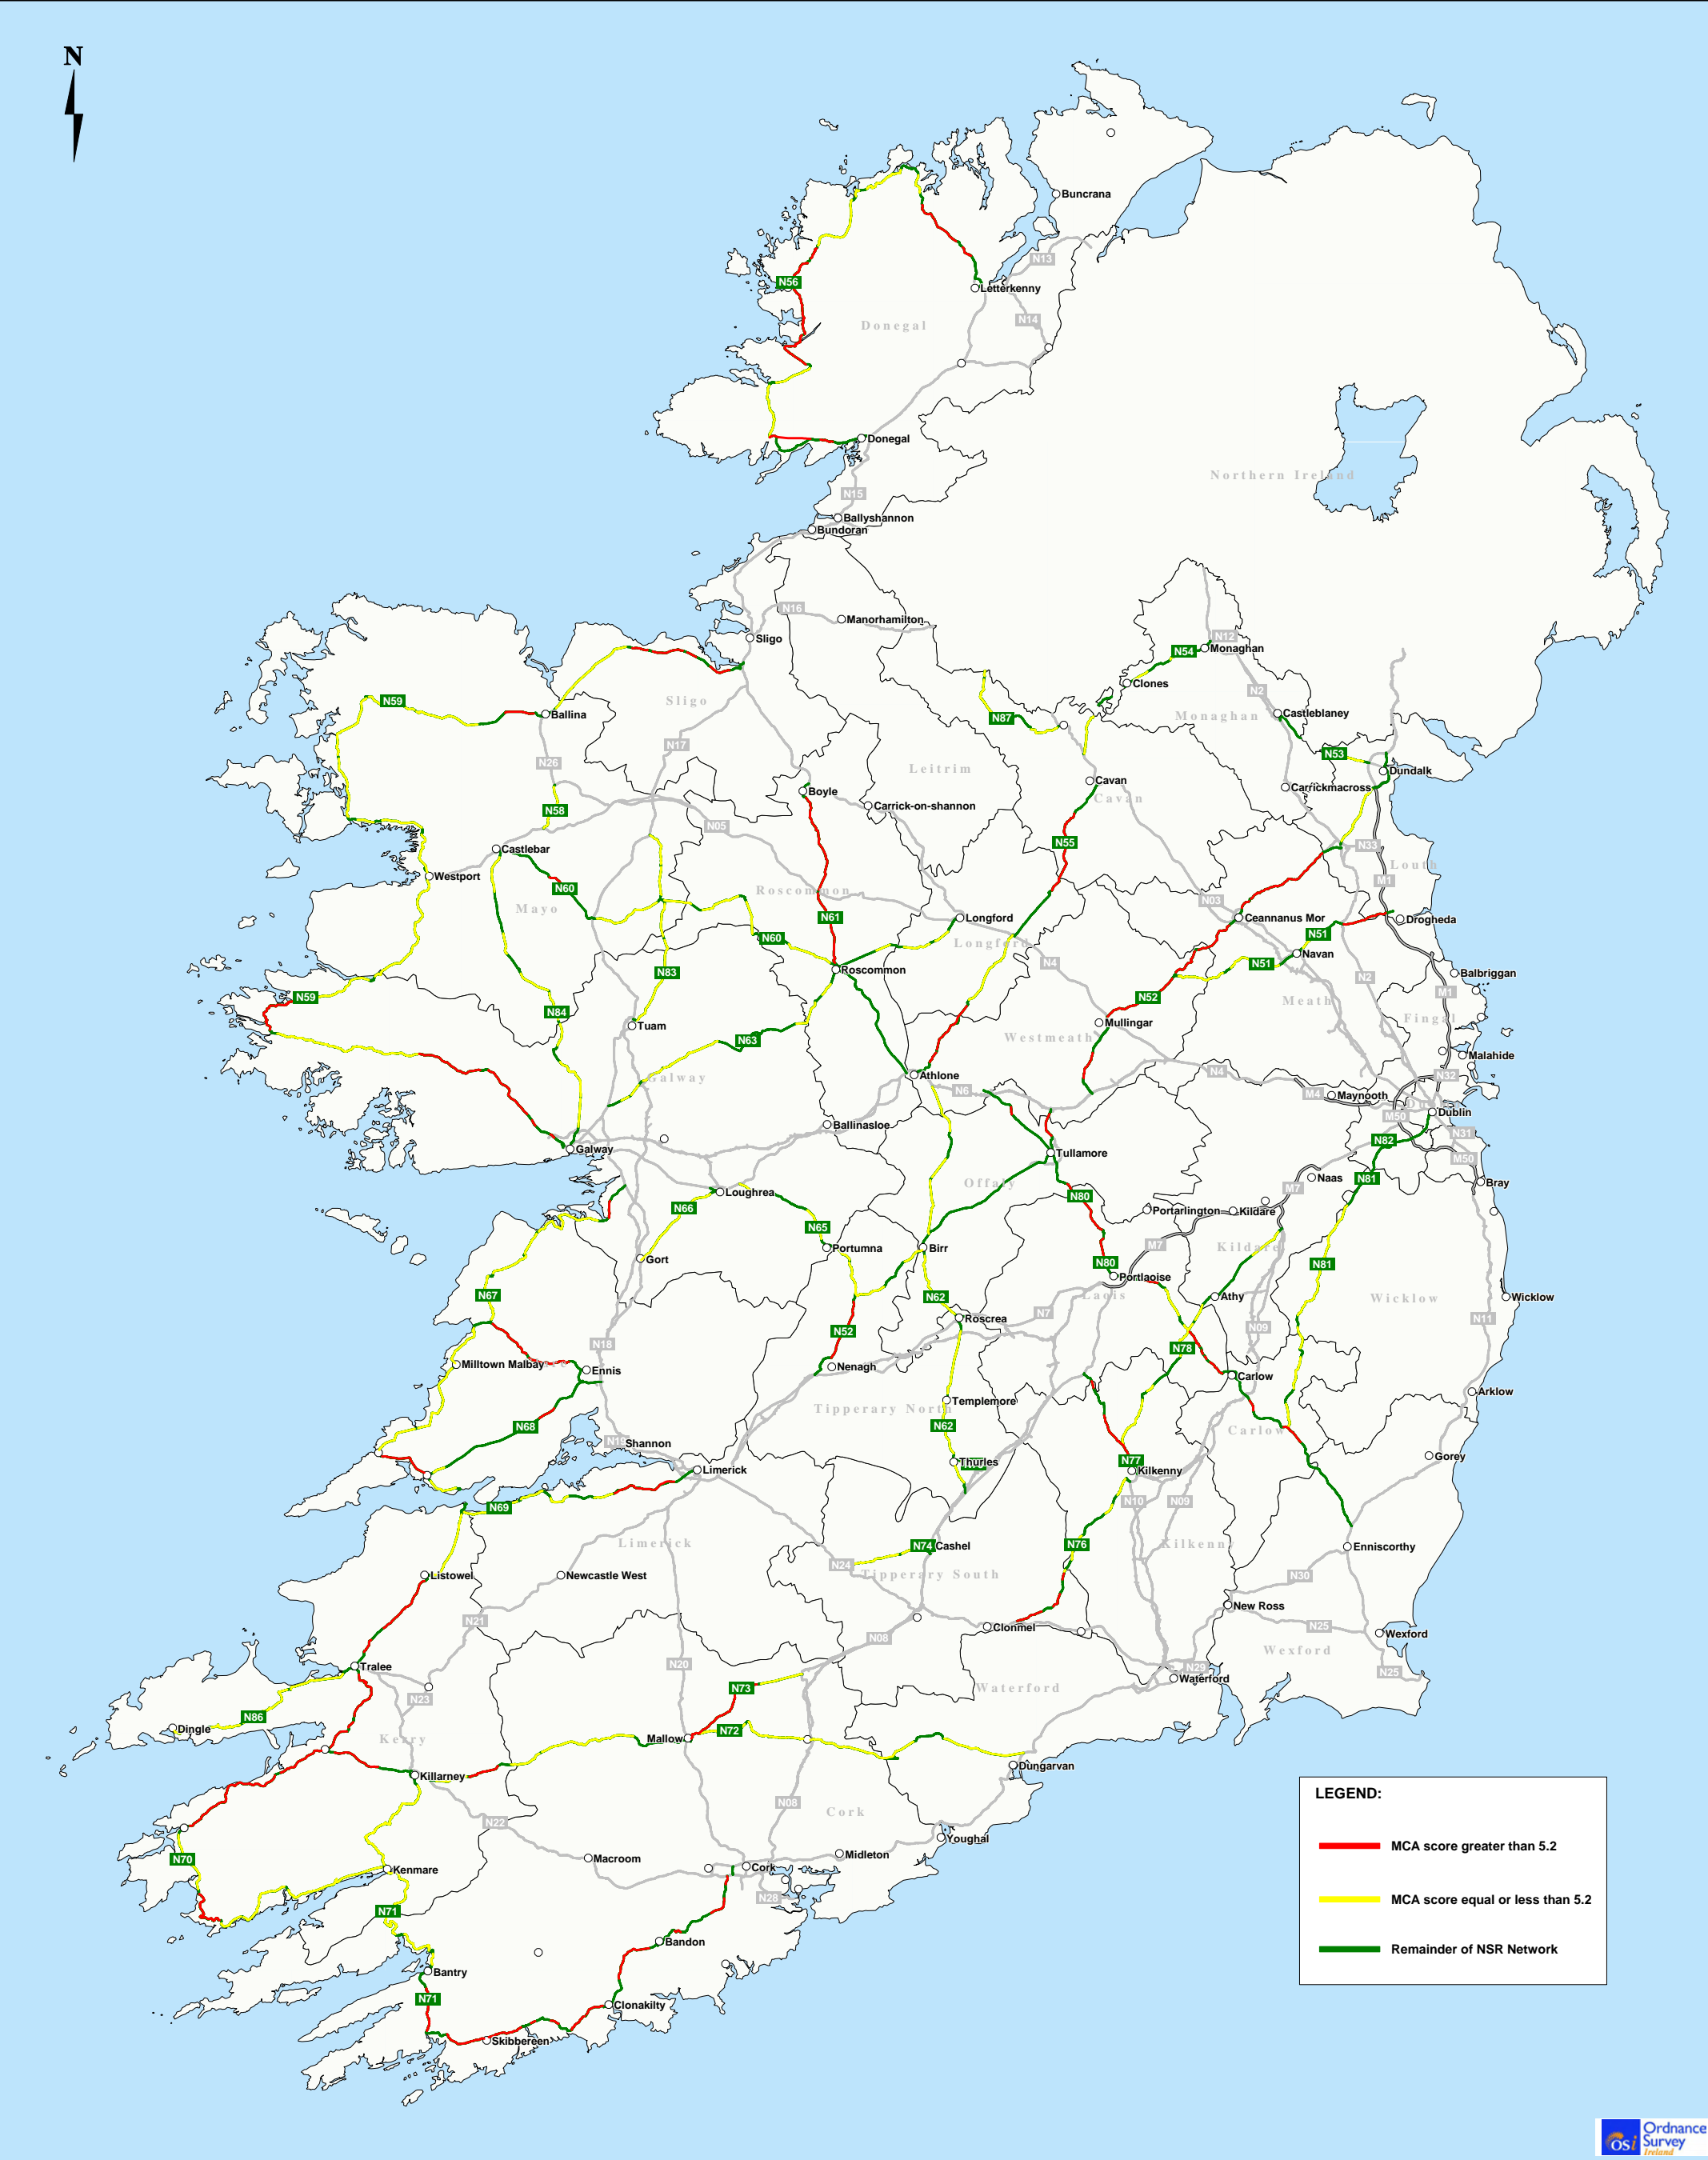 N
Buncrana
N13
N56
Letterkenny
N14
Donegal
Donegal
Northern Ireland
N15
Ballyshannon
Bundoran
N16
Manorhamilton
Sligo
N12
N54
Monaghan
Clones
N2
N59
Sligo
Ballina
Castleblaney
Monaghan
N87
N17
N53
N26
Leitrim
Dundalk
Cavan
Carrickmacross
Boyle
Cavan
Carrick-on-shannon
N58
N05
N55
N33
Castlebar
Louth
Westport
M1
N60
Roscommon
N03
Mayo
N61
Longford
Ceannanus Mor
Drogheda
N51
N60
Longford
Navan
N51
N4
Roscommon
N83
Balbriggan
N2
N59
N52
M1
Meath
N84
Fingal
Mullingar
Tuam
Westmeath
N63
Malahide
Galway
Athlone
N4
N32
N6
M4
Maynooth
M50
Dublin
Ballinasloe
N31
N82
Galway
Tullamore
M50
N81
Naas
Offaly
Bray
Loughrea
N80
M7
N66
Portarlington
Kildare
N65
M7
Kildare
Portumna
Birr
Gort
N80
N81
Portlaoise
N67
N62
Laois
Athy
Wicklow
Wicklow
N7
Roscrea
N11
N09
N52
N18
N78
Milltown Malbay
Nenagh
Ennis
Carlow
Arklow
Templemore
Tipperary North
N68
N62
Carlow
Shannon
Gorey
Thurles
N77
Limerick
Kilkenny
N69
N10
N09
Limerick
N74
Cashel
N76
Kilkenny
Enniscorthy
N24
Tipperary South
Listowel
Newcastle West
N30
New Ross
N21
N25
Clonmel
Wexford
N08
Wexford
Tralee
N20
N29
N25
Waterford
N23
N73
Waterford
N86
Dingle
N72
Mallow
Kerry
Killarney
Dungarvan
LEGEND:
N08
Cork
N22
Youghal
MCA score greater than 5.2
Midleton
N70
Macroom
Cork
Kenmare
N28
MCA score equal or less than 5.2
N71
Bandon
Remainder of NSR Network
Bantry
N71
Clonakilty
Skibbereen
osi
Ordnance
Survey
Ireland